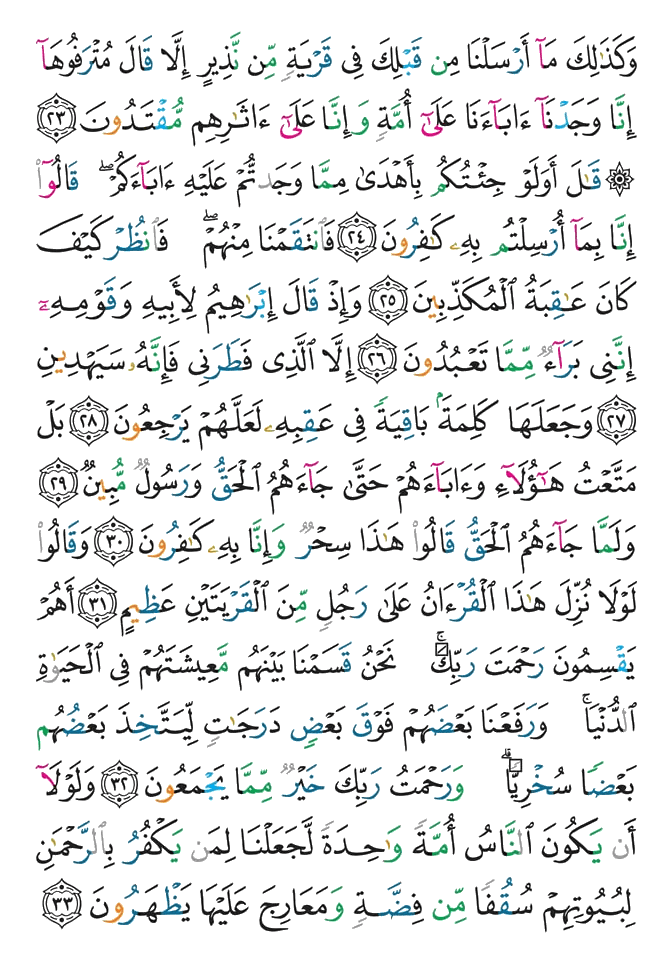 وَكَذَٰلِكَ مَآ أَرْسَلْنَا مِن قَبْلِكَ فِى قَرْيَةٍ مِّن نَّذِيرٍ إِلَّا قَالَ مُتْرَفُوهَآ
إِنَّا وَجَدْنَآ ءَابَآءَنَا عَلَىٰٓ أُمَّةٍ وَإِنَّا عَلَىٰٓ ءَاثَٰرِهِم مُّقْتَدُونَ ٢٣
۞ قَٰلَ أَوَلَوْ جِئْتُكُم بِأَهْدَىٰ مِمَّا وَجَدتُّمْ عَلَيْهِ ءَابَآءَكُمْ ۖ قَالُوٓا۟
إِنَّا بِمَآ أُرْسِلْتُم بِهِۦ كَٰفِرُونَ ٢٤ فَٱنتَقَمْنَا مِنْهُمْ ۖ فَٱنظُرْ كَيْفَ
كَانَ عَٰقِبَةُ ٱلْمُكَذِّبِينَ ٢٥ وَإِذْ قَالَ إِبْرَٰهِيمُ لِأَبِيهِ وَقَوْمِهِۦٓ
إِنَّنِى بَرَآءٌ مِّمَّا تَعْبُدُونَ ٢٦ إِلَّا ٱلَّذِى فَطَرَنِى فَإِنَّهُۥ سَيَهْدِينِ
٢٧ وَجَعَلَهَا كَلِمَةًۢ بَاقِيَةً فِى عَقِبِهِۦ لَعَلَّهُمْ يَرْجِعُونَ ٢٨ بَلْ
مَتَّعْتُ هَٰٓؤُلَآءِ وَءَابَآءَهُمْ حَتَّىٰ جَآءَهُمُ ٱلْحَقُّ وَرَسُولٌ مُّبِينٌ ٢٩
وَلَمَّا جَآءَهُمُ ٱلْحَقُّ قَالُوا۟ هَٰذَا سِحْرٌ وَإِنَّا بِهِۦ كَٰفِرُونَ ٣٠ وَقَالُوا۟
لَوْلَا نُزِّلَ هَٰذَا ٱلْقُرْءَانُ عَلَىٰ رَجُلٍ مِّنَ ٱلْقَرْيَتَيْنِ عَظِيمٍ ٣١ أَهُمْ
يَقْسِمُونَ رَحْمَتَ رَبِّكَ ۚ نَحْنُ قَسَمْنَا بَيْنَهُم مَّعِيشَتَهُمْ فِى ٱلْحَيَوٰةِ
ٱلدُّنْيَا ۚ وَرَفَعْنَا بَعْضَهُمْ فَوْقَ بَعْضٍ دَرَجَٰتٍ لِّيَتَّخِذَ بَعْضُهُم
بَعْضًا سُخْرِيًّا ۗ وَرَحْمَتُ رَبِّكَ خَيْرٌ مِّمَّا يَجْمَعُونَ ٣٢ وَلَوْلَآ
أَن يَكُونَ ٱلنَّاسُ أُمَّةً وَٰحِدَةً لَّجَعَلْنَا لِمَن يَكْفُرُ بِٱلرَّحْمَٰنِ
لِبُيُوتِهِمْ سُقُفًا مِّن فِضَّةٍ وَمَعَارِجَ عَلَيْهَا يَظْهَرُونَ ٣٣